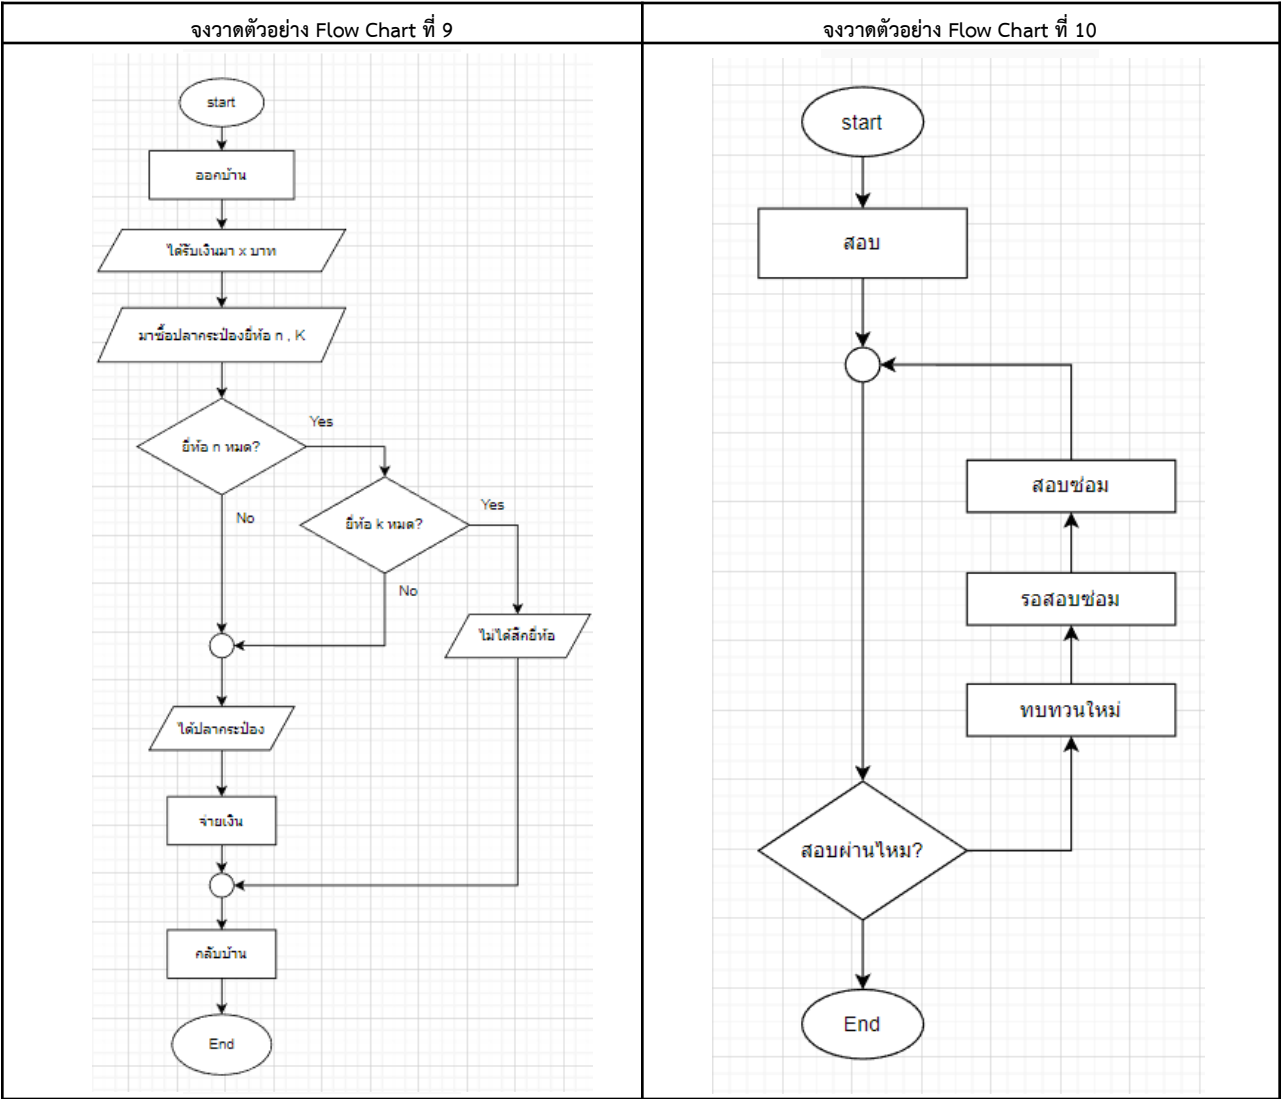 จงวาดตัวอย่าง Flow Chart ที่ 9
start
ออกบ้าน
ได้รับเงินมา x บาท
มาซื้อปลากระป๋องยี่ห้อ n , K
ยี่ห้อ n หมด?
Yes
No
ยี่ห้อ k หมด?
Yes
No
ไม่ได้สักยี่ห้อ
ได้ปลากระป๋อง
จ่ายเงิน
กลับบ้าน
End
จงวาดตัวอย่าง Flow Chart ที่ 10
start
สอบ
สอบซ่อม
รอสอบซ่อม
ทบทวนใหม่
สอบผ่านไหม?
End